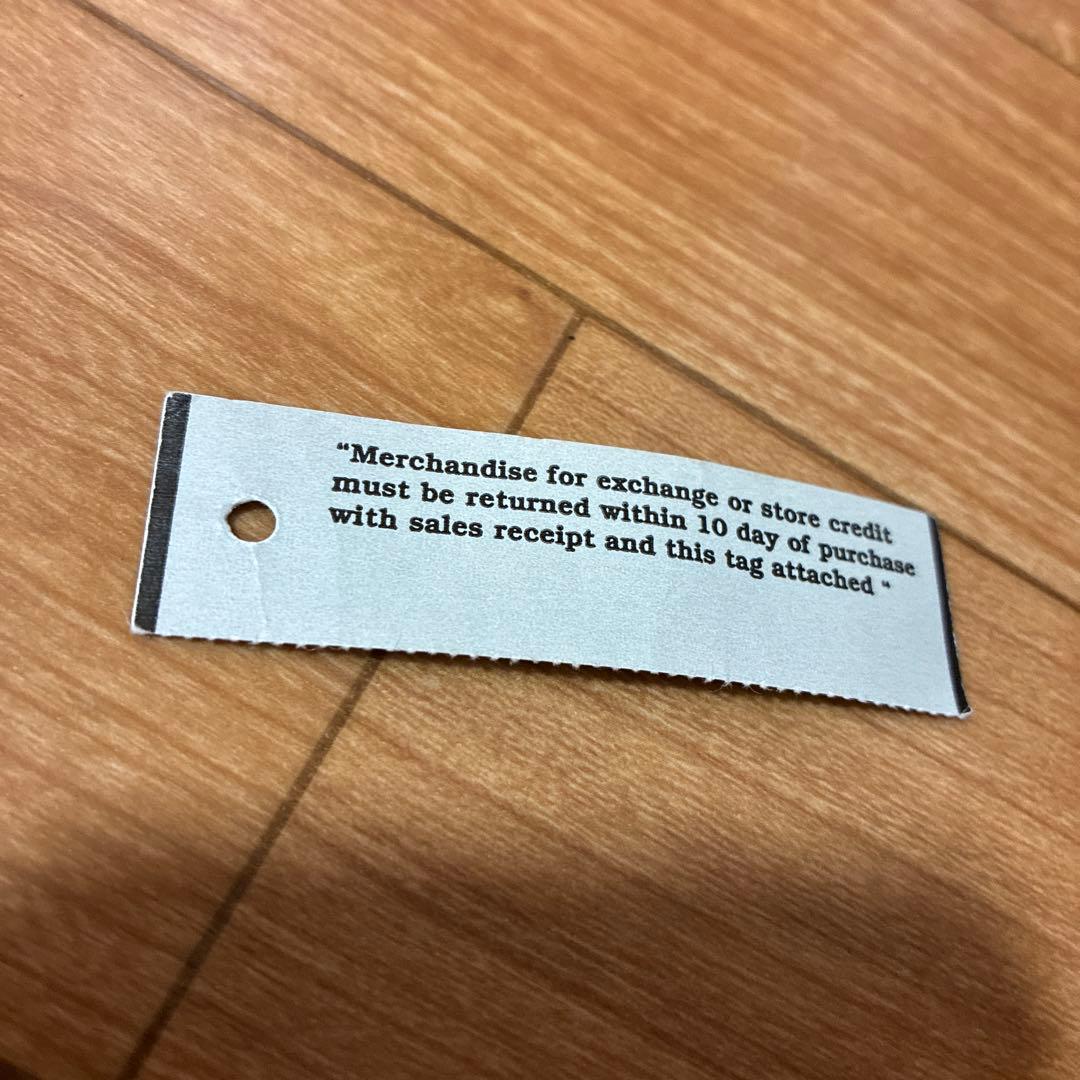 “Merchandise for exchange or store credit
must be returned within 10 day of purchase
with sales receipt and this tag attached “